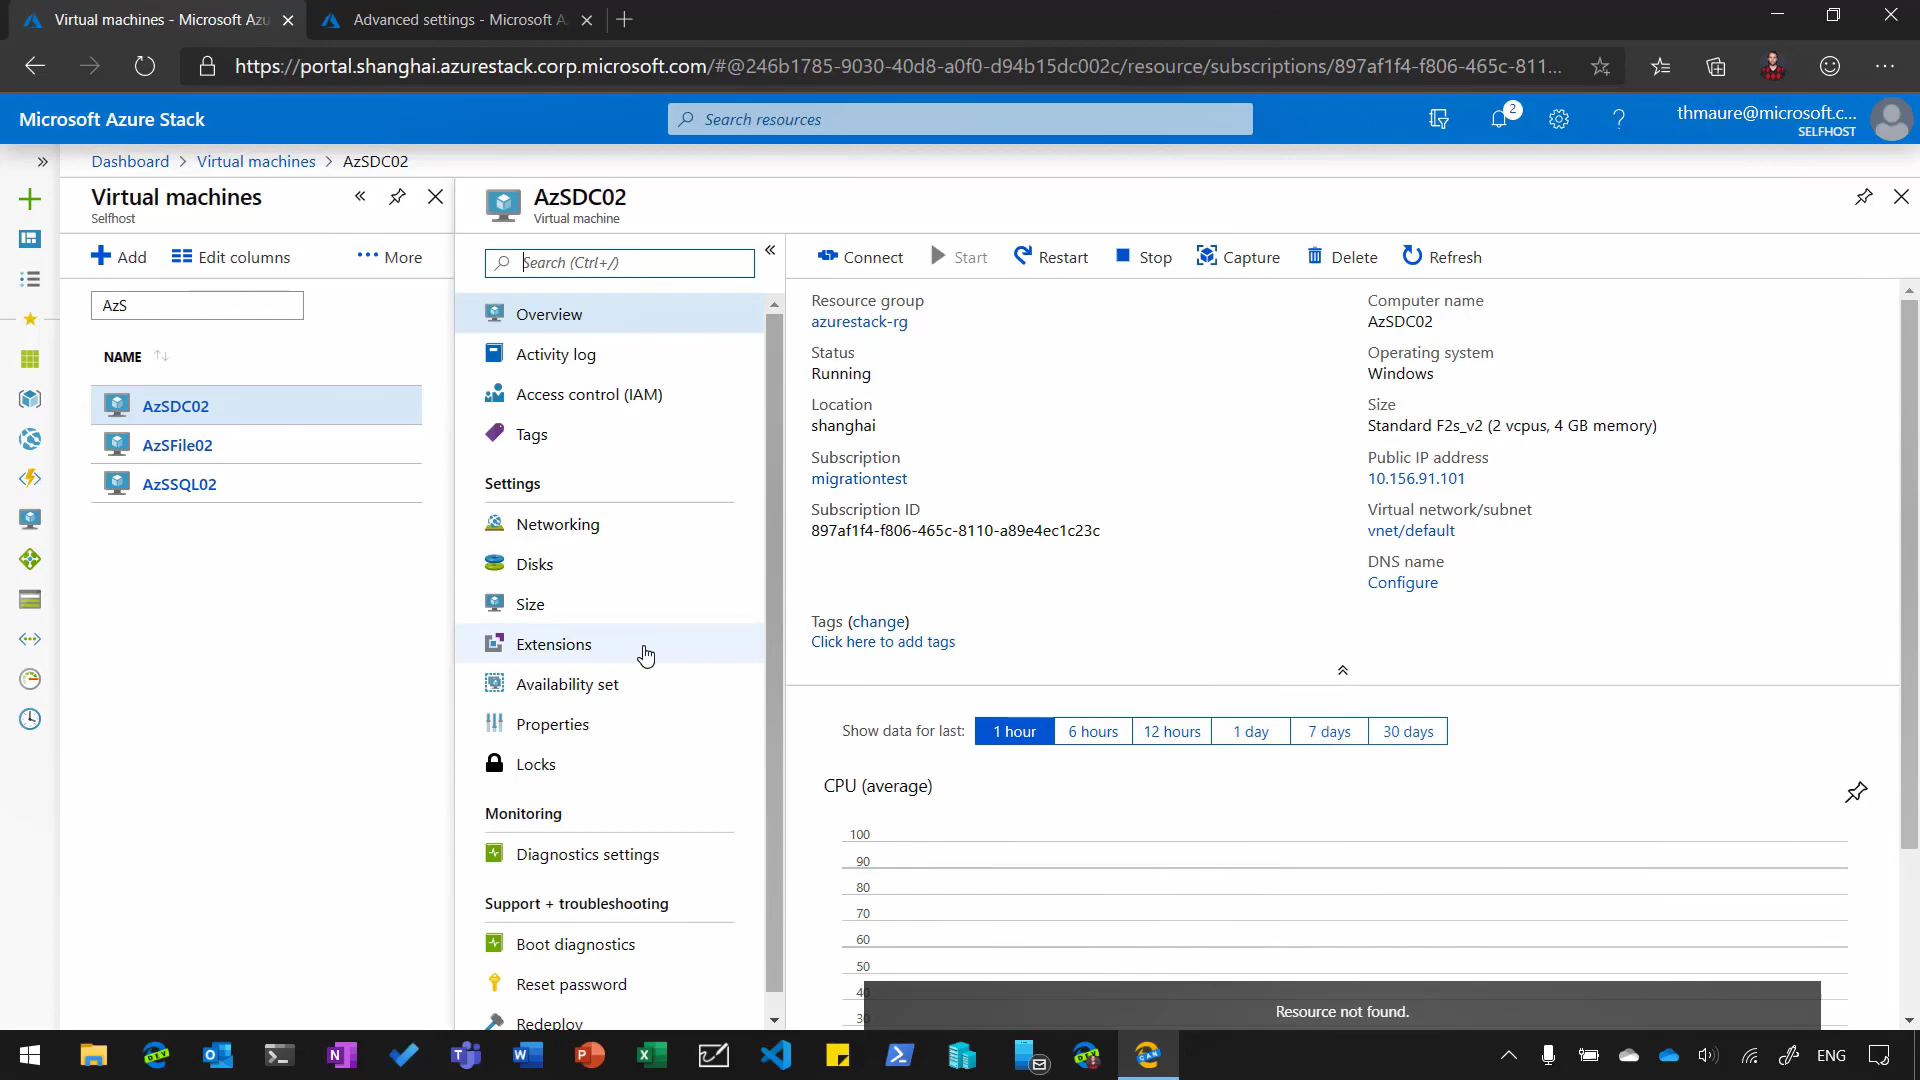 Virtual machines - Microsoft Azu
Advanced settings - Microsoft A
https://portal.shanghai.azurestack.corp.microsoft.com/#@246b1785-9030-40d8-a0f0-d94b15dc002c/resource/subscriptions/897af1f4-f806-465c-811...
Microsoft Azure Stack
Search resources
2
thmaure@microsoft.c...
SELFHOST
Dashboard > Virtual machines > AzSDC02
Virtual machines
Selfhost
Add
Edit columns
More
AzS
NAME
AzSDC02
AzSFile02
AzSSQL02
AzSDC02
Virtual machine
Search (Ctrl+/)
Overview
Activity log
Access control (IAM)
Tags
Settings
Networking
Disks
Size
Extensions
Availability set
Properties
Locks
Monitoring
Diagnostics settings
Support + troubleshooting
Boot diagnostics
Reset password
Redeploy
Connect
Start
Restart
Stop
Capture
Delete
Refresh
Resource group
azurestack-rg
Status
Running
Location
shanghai
Subscription
migrationtest
Subscription ID
897af1f4-f806-465c-8110-a89e4ec1c23c
Computer name
AzSDC02
Operating system
Windows
Size
Standard F2s_v2 (2 vcpus, 4 GB memory)
Public IP address
10.156.91.101
Virtual network/subnet
vnet/default
DNS name
Configure
Tags (change)
Click here to add tags
Show data for last:
1 hour
6 hours
12 hours
1 day
7 days
30 days
CPU (average)
100
90
80
70
60
50
40
30
Resource not found.
DEV
CAN
ENG